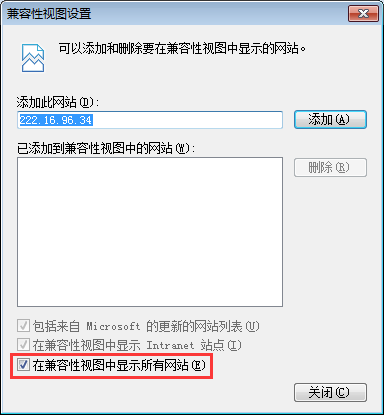 兼容性视图设置
可以添加和删除要在兼容性视图中显示的网站。
添加此网站(D):
222.16.96.34
添加(A)
已添加到兼容性视图中的网站(W):
删除(R)
包括来自 Microsoft 的更新的网站列表(U)
在兼容性视图中显示 Intranet 站点(I)
在兼容性视图中显示所有网站(E)
关闭(C)